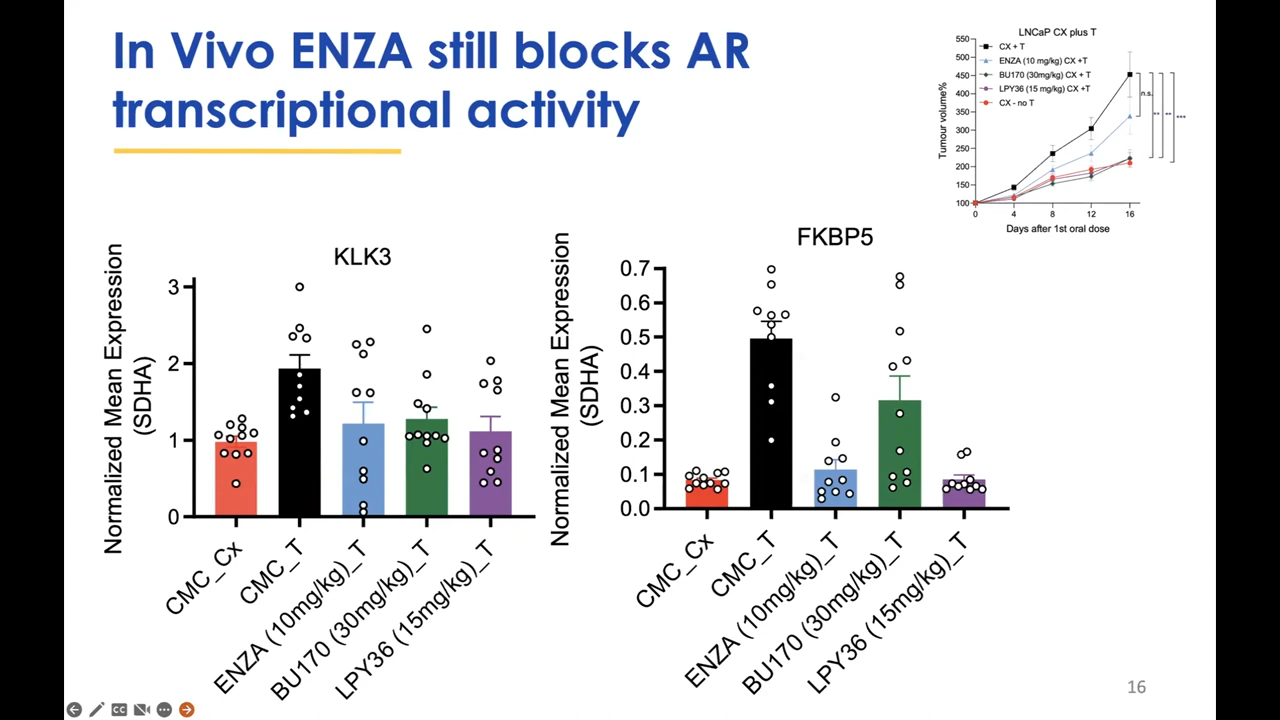 In Vivo ENZA still blocks AR
transcriptional activity
LNCaP CX plus T
CX + T
ENZA (10 mg/kg) CX +T
BU170 (30mg/kg) CX + T
LPY36 (15 mg/kg) CX +T
CX - no T
Tumour volume%
550
500
450
400
350
300
250
200
150
100
0 4 8 12 16
Days after 1st oral dose
n.s.
**
**
***
KLK3
Normalized Mean Expression
(SDHA)
3
2
1
0
CMC_Cx
CMC_T
ENZA (10mg/kg)_T
BU170 (30mg/kg)_T
LPY36 (15mg/kg)_T
FKBP5
Normalized Mean Expression
(SDHA)
0.7
0.6
0.5
0.4
0.3
0.2
0.1
0.0
CMC_Cx
CMC_T
ENZA (10mg/kg)_T
BU170 (30mg/kg)_T
LPY36 (15mg/kg)_T
16
CC